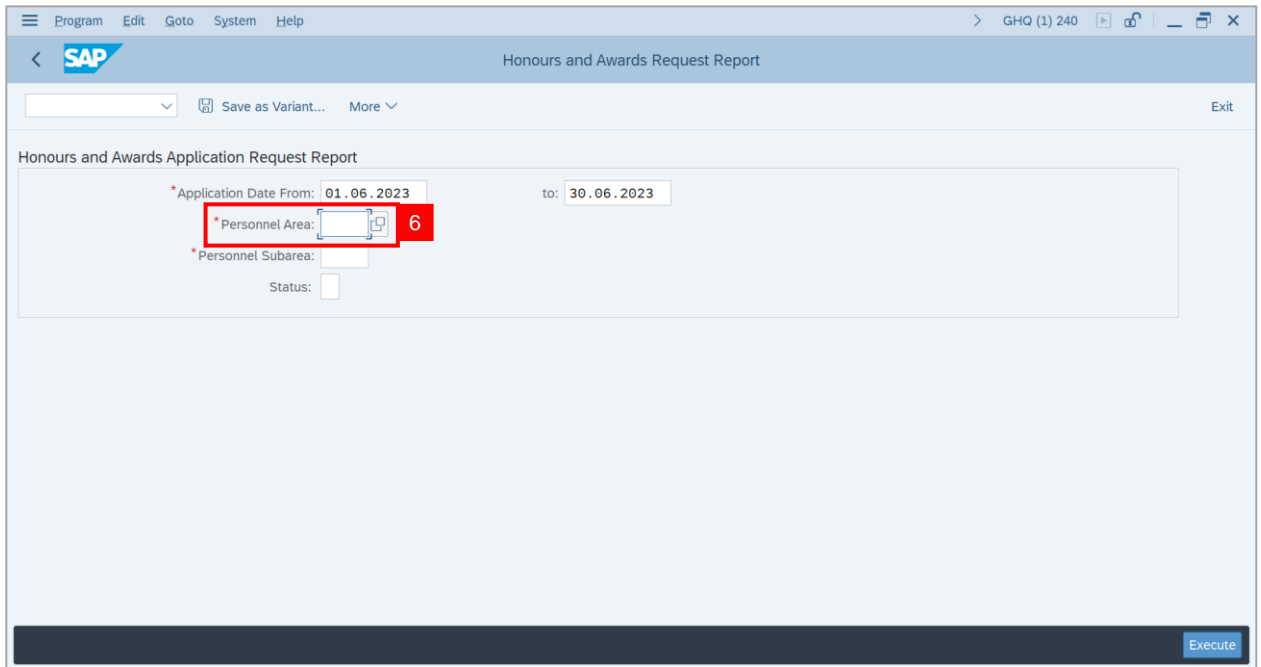 Program Edit Goto System Help GHQ (1) 240
SAP Honours and Awards Request Report
Save as Variant... More Exit
Honours and Awards Application Request Report
*Application Date From: 01.06.2023 to: 30.06.2023
*Personnel Area: 6
*Personnel Subarea:
Status:
Execute